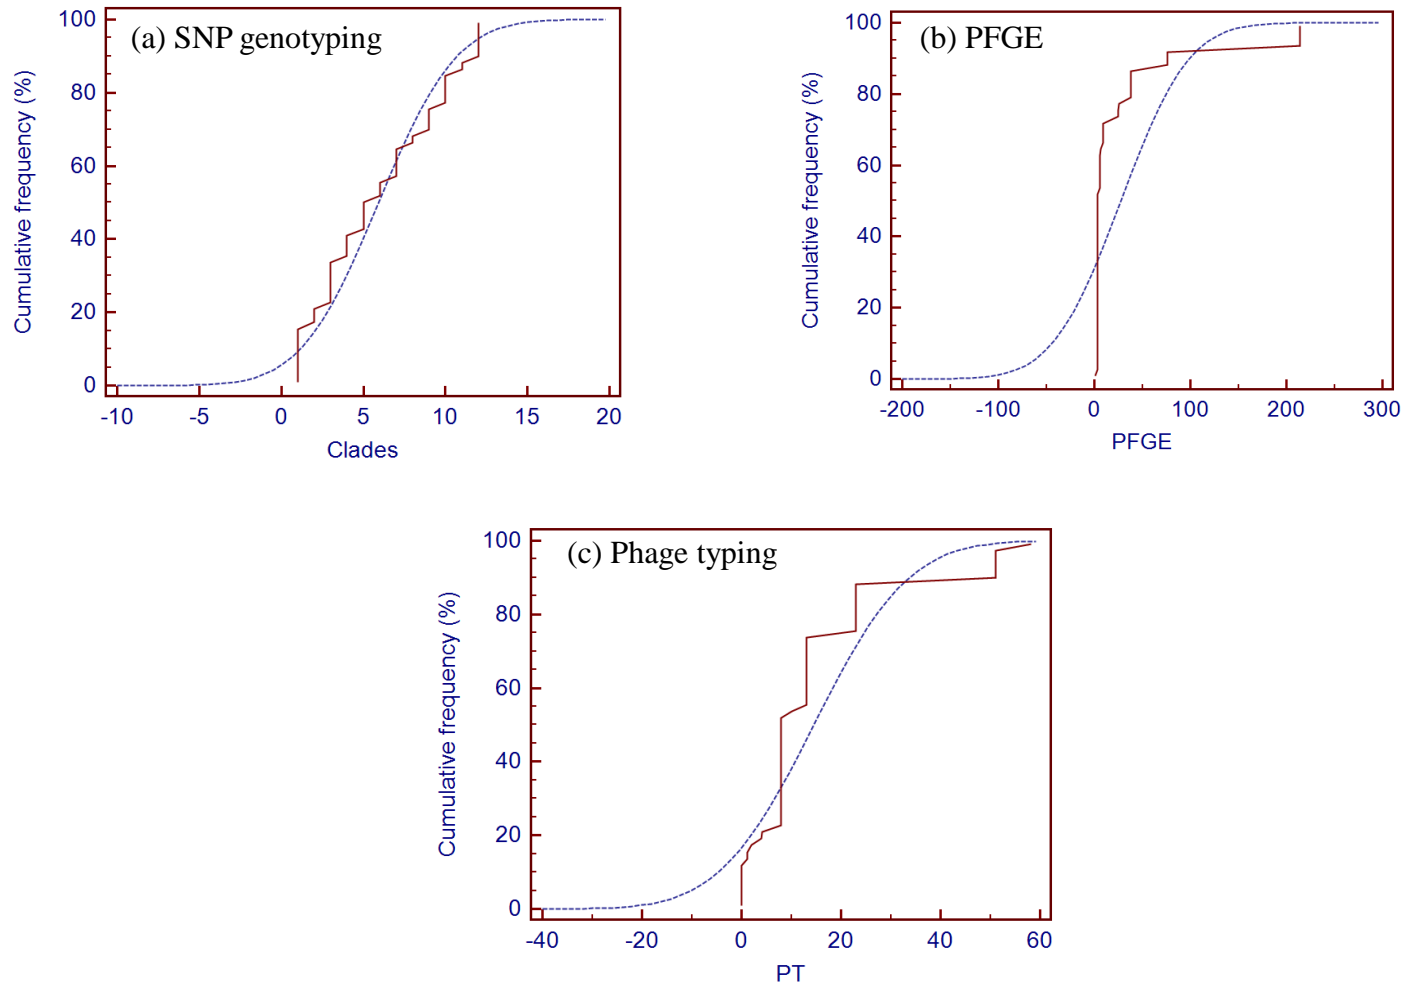 (a) SNP genotyping
Cumulative frequency (%)
100
80
60
40
20
0
-10 -5 0 5 10 15 20
Clades
(b) PFGE
Cumulative frequency (%)
100
80
60
40
20
0
-200 -100 0 100 200 300
PFGE
(c) Phage typing
Cumulative frequency (%)
100
80
60
40
20
0
-40 -20 0 20 40 60
PT